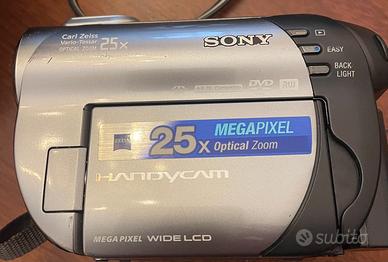 Carl Zeiss
Vario-Tessar
OPTICAL ZOOM 25x
SONY
EASY
BACK
LIGHT
DVD
25x MEGAPIXEL
Optical Zoom
HANDYCAM
MEGA PIXEL WIDE LCD
subito